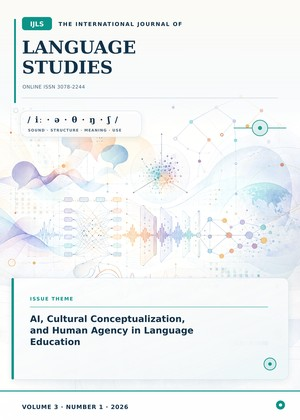 IJLS THE INTERNATIONAL JOURNAL OF
LANGUAGE
STUDIES
ONLINE ISSN 3078-2244
/ iː · ə · θ · ŋ · ʃ /
SOUND · STRUCTURE · MEANING · USE
ISSUE THEME
AI, Cultural Conceptualization,
and Human Agency in Language
Education
VOLUME 3 · NUMBER 1 · 2026